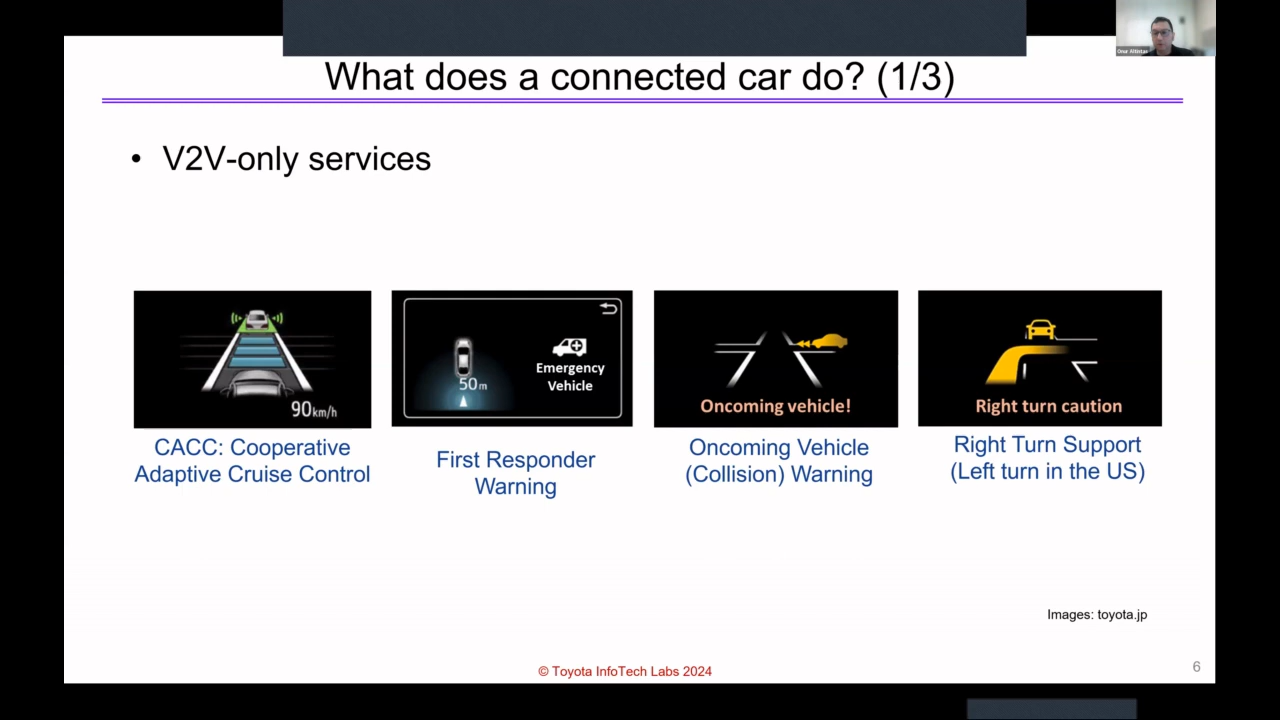 Onur Altintas
What does a connected car do? (1/3)
• V2V-only services
90km/h
CACC: Cooperative
Adaptive Cruise Control
50m
Emergency
Vehicle
First Responder
Warning
Oncoming vehicle!
Oncoming Vehicle
(Collision) Warning
Right turn caution
Right Turn Support
(Left turn in the US)
Images: toyota.jp
© Toyota InfoTech Labs 2024
6